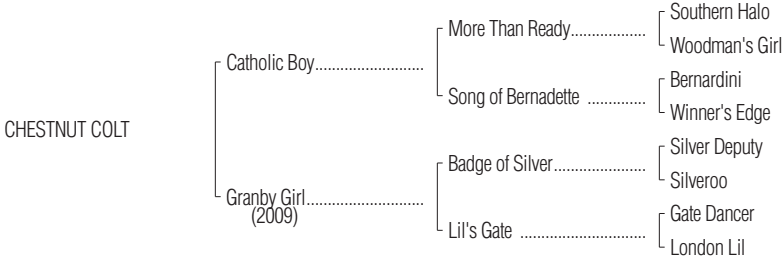 Southern Halo
More Than Ready......................
Woodman's Girl
Catholic Boy..........................
Bernardini
Song of Bernadette ..............
Winner's Edge
CHESTNUT COLT
Silver Deputy
Badge of Silver......................
Silveroo
Granby Girl............................
(2009)
Gate Dancer
Lil's Gate ..............................
London Lil